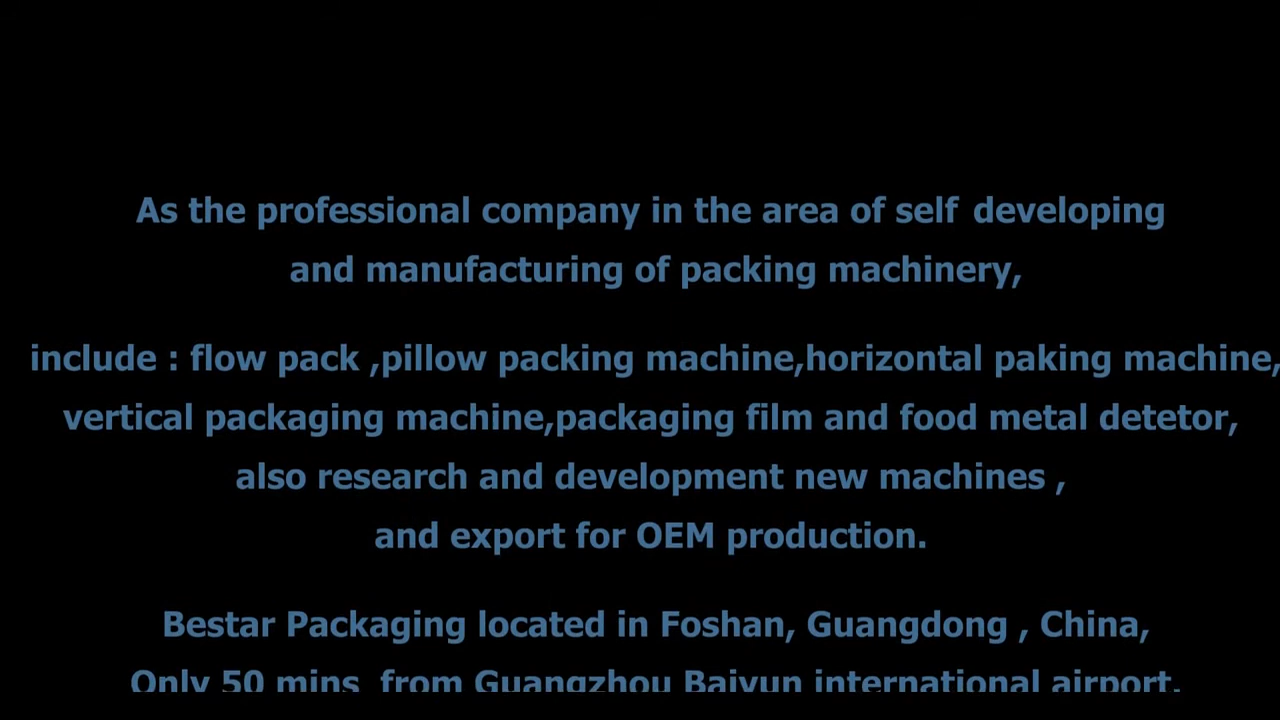 As the professional company in the area of self developing
and manufacturing of packing machinery,
include : flow pack ,pillow packing machine,horizontal paking machine,
vertical packaging machine,packaging film and food metal detetor,
also research and development new machines ,
and export for OEM production.
Bestar Packaging located in Foshan, Guangdong , China,
Only 50 mins from Guangzhou Baiyun international airport.